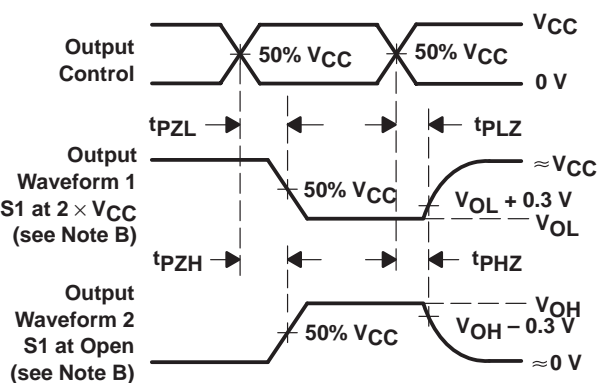 VCC
Output
Control
50% VCC
50% VCC
0 V
tPZL
tPLZ
Output
Waveform 1
S1 at 2 × VCC
(see Note B)
≈VCC
50% VCC
VOL + 0.3 V
VOL
tPZH
tPHZ
Output
Waveform 2
S1 at Open
(see Note B)
VOH
50% VCC
VOH – 0.3 V
≈0 V